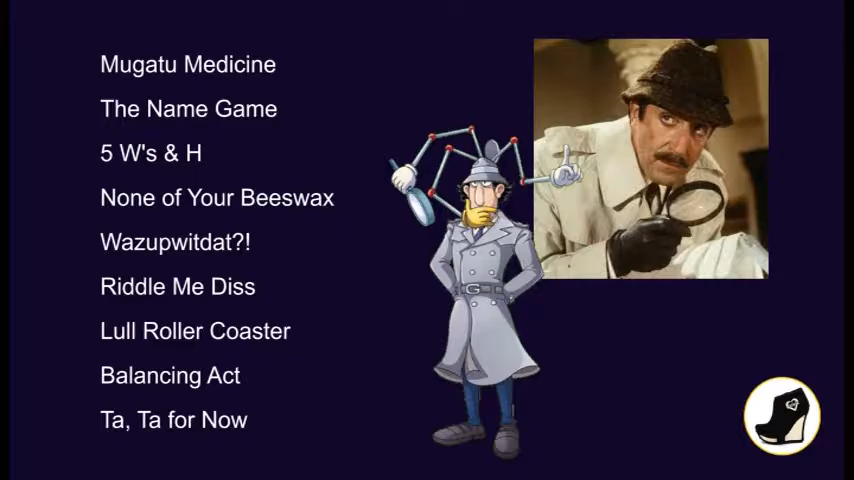 Mugatu Medicine
The Name Game
5 W's & H
None of Your Beeswax
Wazupwitdat?!
Riddle Me Diss
Lull Roller Coaster
Balancing Act
Ta, Ta for Now
G